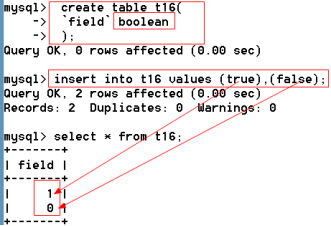 mysql> create table t16(
    -> `field` boolean
    -> );
Query OK, 0 rows affected (0.00 sec)
mysql> insert into t16 values (true),(false);
Query OK, 2 rows affected (0.00 sec)
Records: 2  Duplicates: 0  Warnings: 0
mysql> select * from t16;
+-------+
| field |
+-------+
|     1 |
|     0 |
+-------+